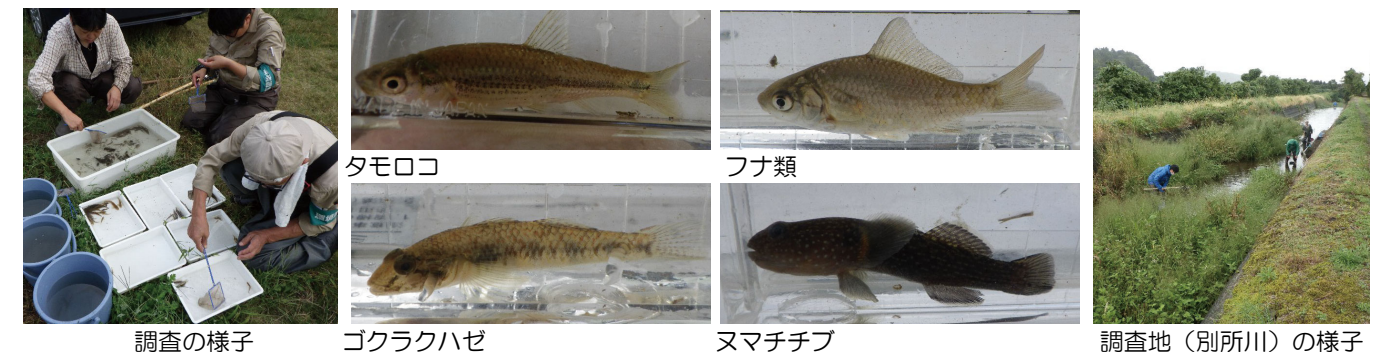 タモロコ
フナ類
調査の様子
ゴクラクハゼ
ヌマチチブ
調査地（別所川）の様子